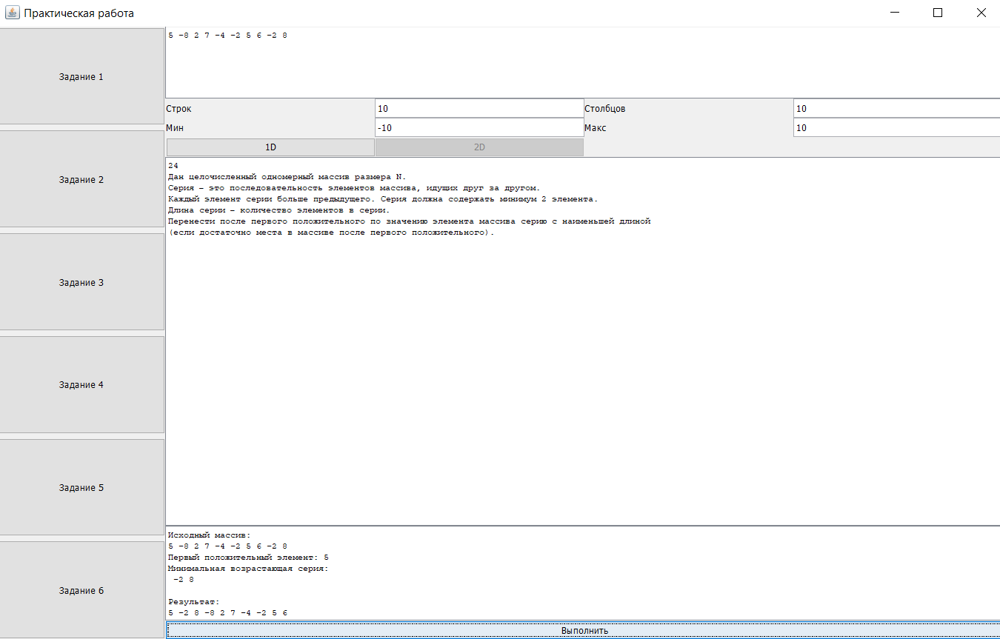 Практическая работа
Задание 1
Задание 2
Задание 3
Задание 4
Задание 5
Задание 6
5 -8 2 7 -4 -2 5 6 -2 8
Строк 10 Столбцов 10
Мин -10 Макс 10
1D 2D
24
Дан целочисленный одномерный массив размера N.
Серия – это последовательность элементов массива, идущих друг за другом.
Каждый элемент серии больше предыдущего. Серия должна содержать минимум 2 элемента.
Длина серии – количество элементов в серии.
Перенести после первого положительного по значению элемента массива серию с наименьшей длиной
(если достаточно места в массиве после первого положительного).
Исходный массив:
5 -8 2 7 -4 -2 5 6 -2 8
Первый положительный элемент: 5
Минимальная возрастающая серия:
-2 8
Результат:
5 -2 8 -8 2 7 -4 -2 5 6
Выполнить